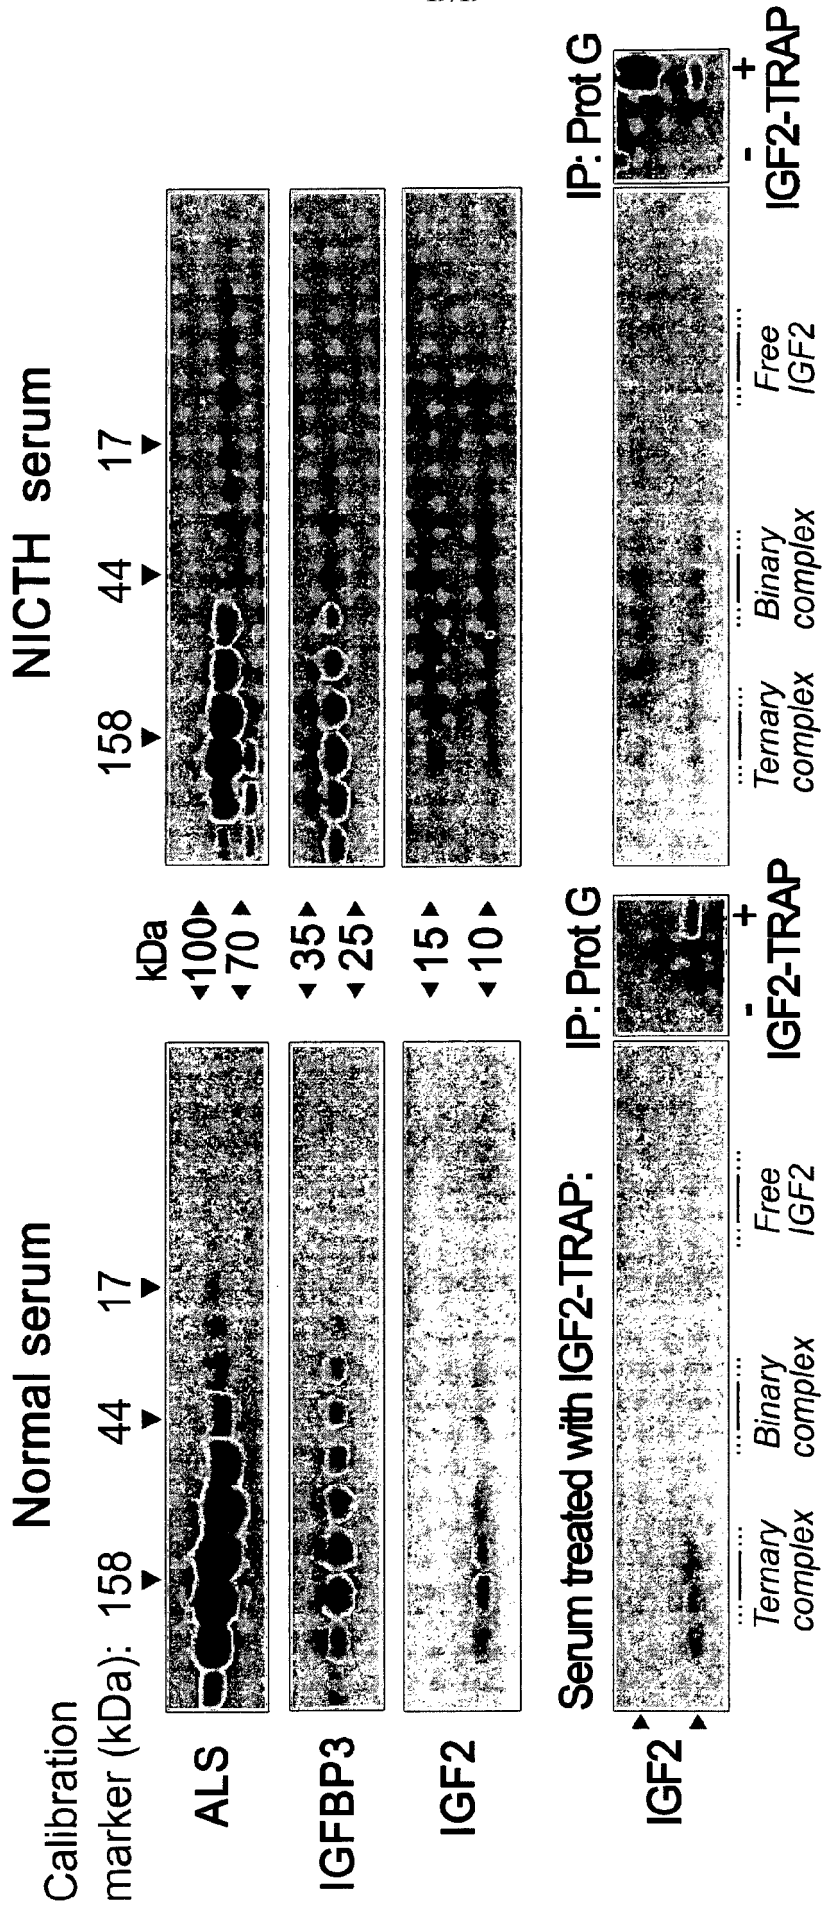 Normal serum
NICTH serum
Calibration
marker (kDa): 158 44 17
158 44 17
ALS
kDa
100
70
IGFBP3
35
25
IGF2
15
10
Serum treated with IGF2-TRAP:
IP: Prot G
IP: Prot G
IGF2
- +
IGF2-TRAP
- +
IGF2-TRAP
Ternary
complex
Binary
complex
Free
IGF2
Ternary
complex
Binary
complex
Free
IGF2